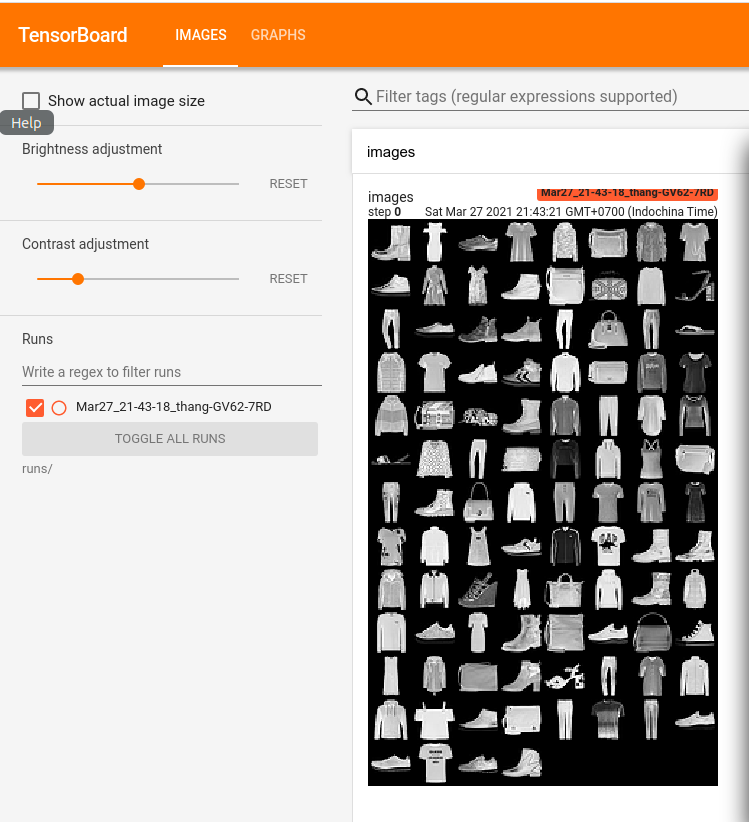 TensorBoard
IMAGES
GRAPHS
Show actual image size
Help
Brightness adjustment
RESET
Contrast adjustment
RESET
Runs
Write a regex to filter runs
Mar27_21-43-18_thang-GV62-7RD
TOGGLE ALL RUNS
runs/
Filter tags (regular expressions supported)
images
images
Mar27_21-43-18_thang-GV62-7RD
step 0
Sat Mar 27 2021 21:43:21 GMT+0700 (Indochina Time)